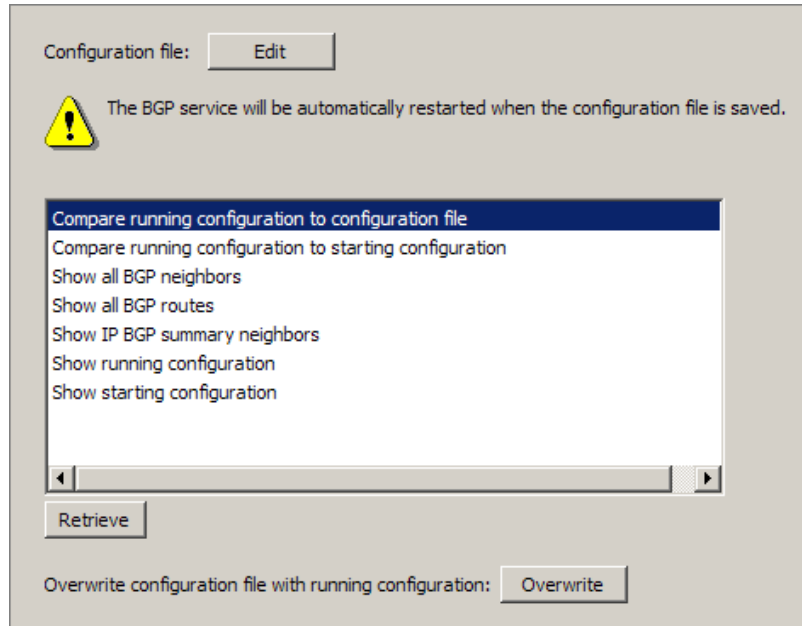 Configuration file: Edit
The BGP service will be automatically restarted when the configuration file is saved.
Compare running configuration to configuration file
Compare running configuration to starting configuration
Show all BGP neighbors
Show all BGP routes
Show IP BGP summary neighbors
Show running configuration
Show starting configuration
Retrieve
Overwrite configuration file with running configuration: Overwrite